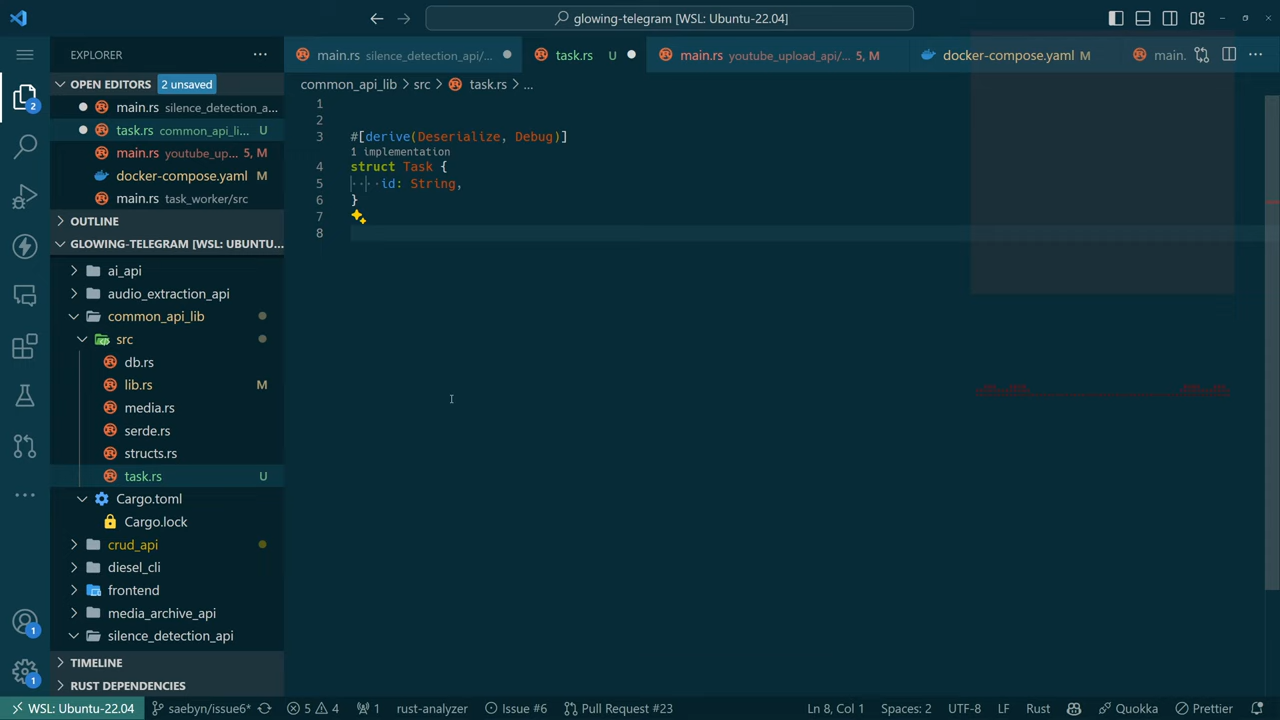 glowing-telegram [WSL: Ubuntu-22.04]
EXPLORER
main.rs silence_detection_api/...
task.rs U
main.rs youtube_upload_api/... 5, M
docker-compose.yaml M
main.
OPEN EDITORS 2 unsaved
main.rs silence_detection_a...
task.rs common_api_li... U
main.rs youtube_up... 5, M
docker-compose.yaml M
main.rs task_worker/src
OUTLINE
GLOWING-TELEGRAM [WSL: UBUNTU...
ai_api
audio_extraction_api
common_api_lib
src
db.rs
lib.rs M
media.rs
serde.rs
structs.rs
task.rs U
Cargo.toml
Cargo.lock
crud_api
diesel_cli
frontend
media_archive_api
silence_detection_api
TIMELINE
RUST DEPENDENCIES
2
1
1
common_api_lib > src > task.rs > ...
1
2
3 #[derive(Deserialize, Debug)]
1 implementation
4 struct Task {
5 id: String,
6 }
7
8
WSL: Ubuntu-22.04 saebyn/issue6* 5 4 1 rust-analyzer Issue #6 Pull Request #23 Ln 8, Col 1 Spaces: 2 UTF-8 LF Rust Quokka Prettier